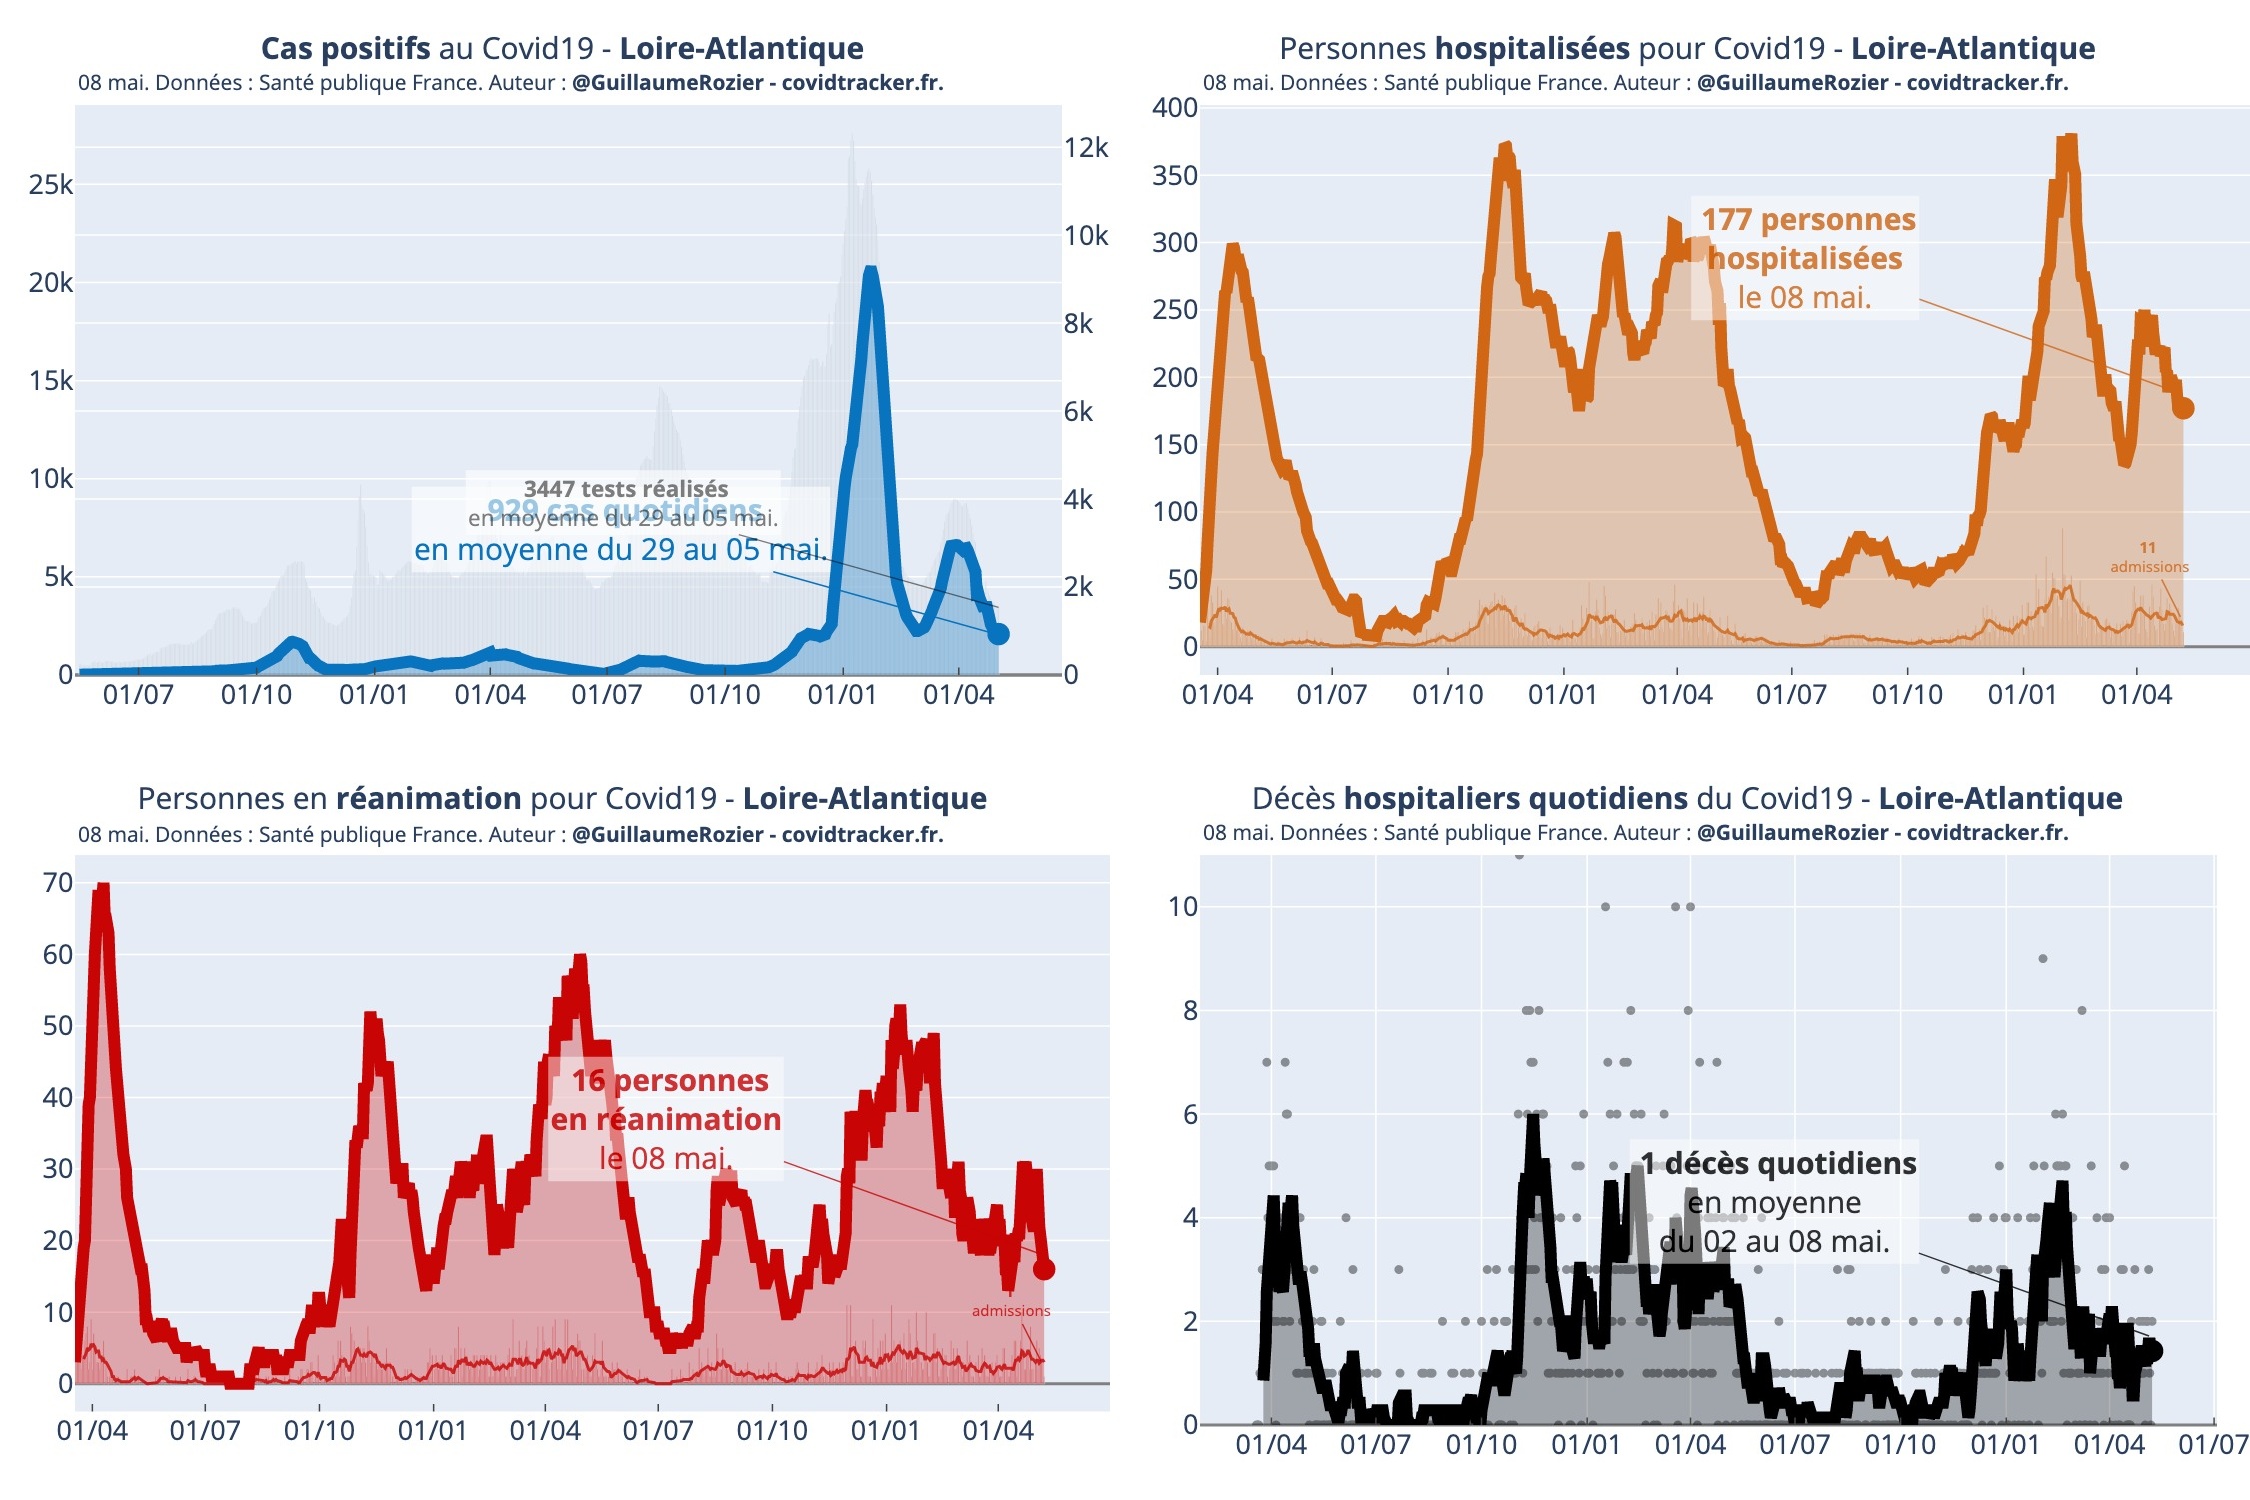 Cas positifs au Covid19 - Loire-Atlantique
08 mai. Données : Santé publique France. Auteur : @GuillaumeRozier - covidtracker.fr.
12k
25k
10k
20k
8k
15k
6k
10k
4k
5k
2k
0
0
3447 tests réalisés
en moyenne du 29 au 05 mai.
929 cas quotidiens
en moyenne du 29 au 05 mai.
01/07 01/10 01/01 01/04 01/07 01/10 01/01 01/04
Personnes hospitalisées pour Covid19 - Loire-Atlantique
08 mai. Données : Santé publique France. Auteur : @GuillaumeRozier - covidtracker.fr.
400
350
300
250
200
150
100
50
0
177 personnes
hospitalisées
le 08 mai.
11
admissions
01/04 01/07 01/10 01/01 01/04 01/07 01/10 01/01 01/04
Personnes en réanimation pour Covid19 - Loire-Atlantique
08 mai. Données : Santé publique France. Auteur : @GuillaumeRozier - covidtracker.fr.
70
60
50
40
30
20
10
0
16 personnes
en réanimation
le 08 mai.
admissions
01/04 01/07 01/10 01/01 01/04 01/07 01/10 01/01 01/04
Décès hospitaliers quotidiens du Covid19 - Loire-Atlantique
08 mai. Données : Santé publique France. Auteur : @GuillaumeRozier - covidtracker.fr.
10
8
6
4
2
0
1 décès quotidiens
en moyenne
du 02 au 08 mai.
01/04 01/07 01/10 01/01 01/04 01/07 01/10 01/01 01/04 01/07